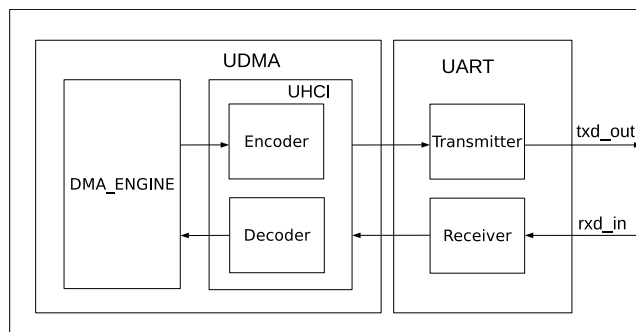 UDMA
UART
UHCI
Encoder
Transmitter
txd_out
DMA_ENGINE
Decoder
Receiver
rxd_in